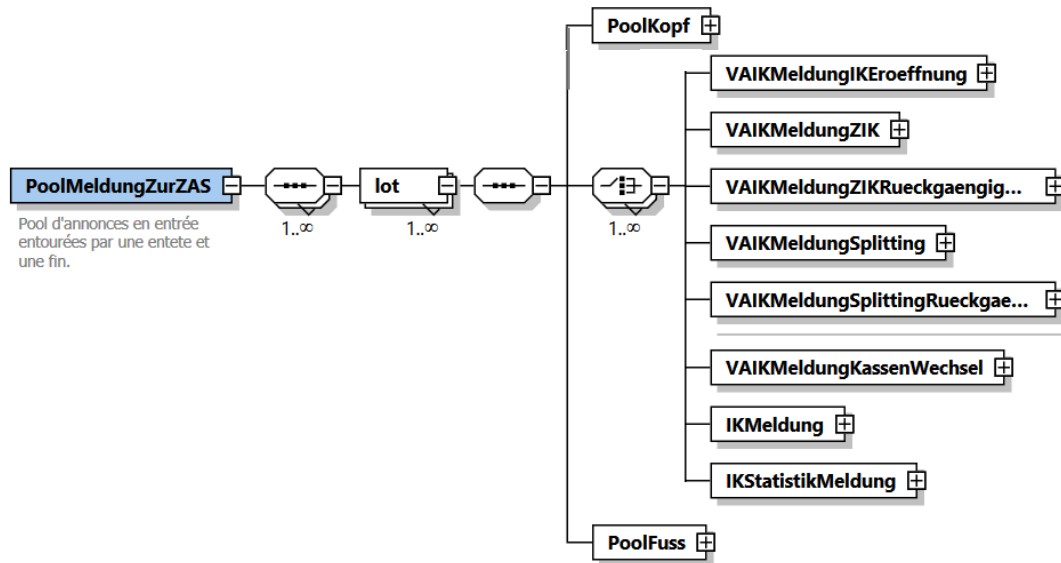 PoolKopf
VAIKMeldungIKEroeffnung
VAIKMeldungZIK
PoolMeldungZurZAS
lot
VAIKMeldungZIKRueckgaengig...
Pool d'annonces en entrée
entourées par une entete et
une fin.
1..∞
1..∞
1..∞
VAIKMeldungSplitting
VAIKMeldungSplittingRueckgae...
VAIKMeldungKassenWechsel
IKMeldung
IKStatistikMeldung
PoolFuss